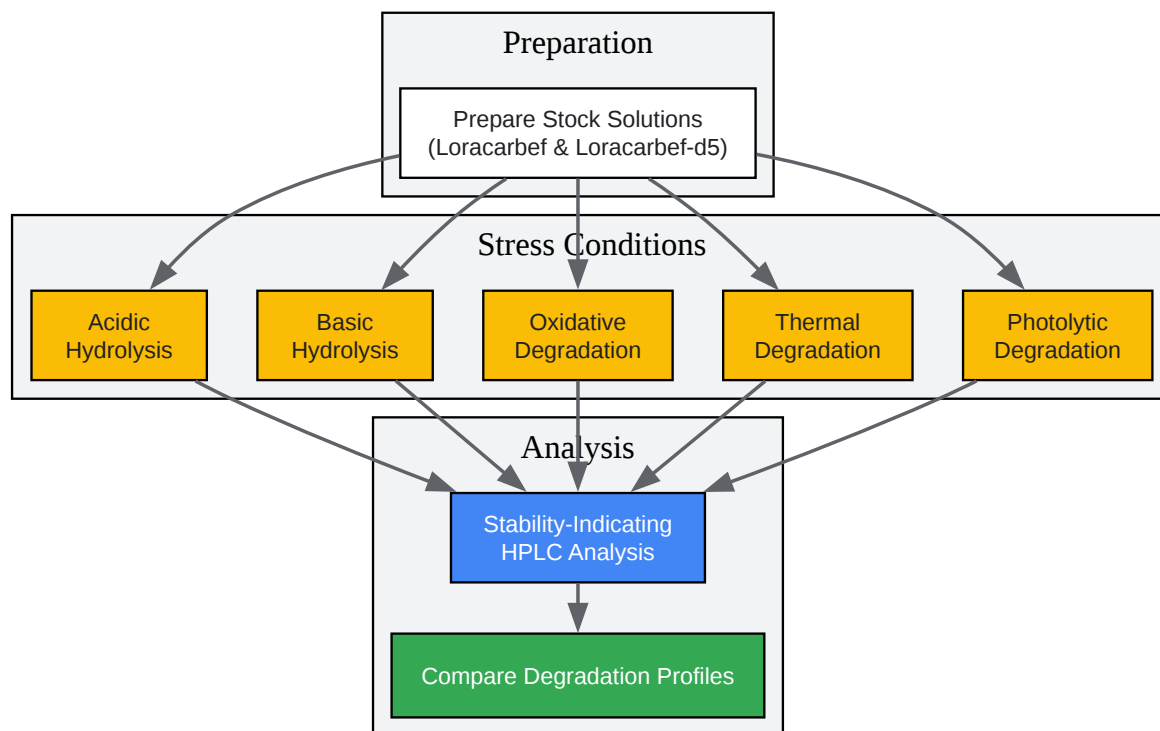 Preparation
Prepare Stock Solutions
(Loracarbef & Loracarbef-d5)
Stress Conditions
Acidic
Hydrolysis
Basic
Hydrolysis
Oxidative
Degradation
Thermal
Degradation
Photolytic
Degradation
Analysis
Stability-Indicating
HPLC Analysis
Compare Degradation Profiles